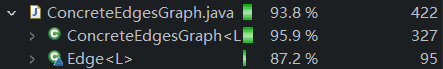 ConcreteEdgesGraph.java 93.8 % 422
ConcreteEdgesGraph<L 95.9 % 327
Edge<L> 87.2 % 95